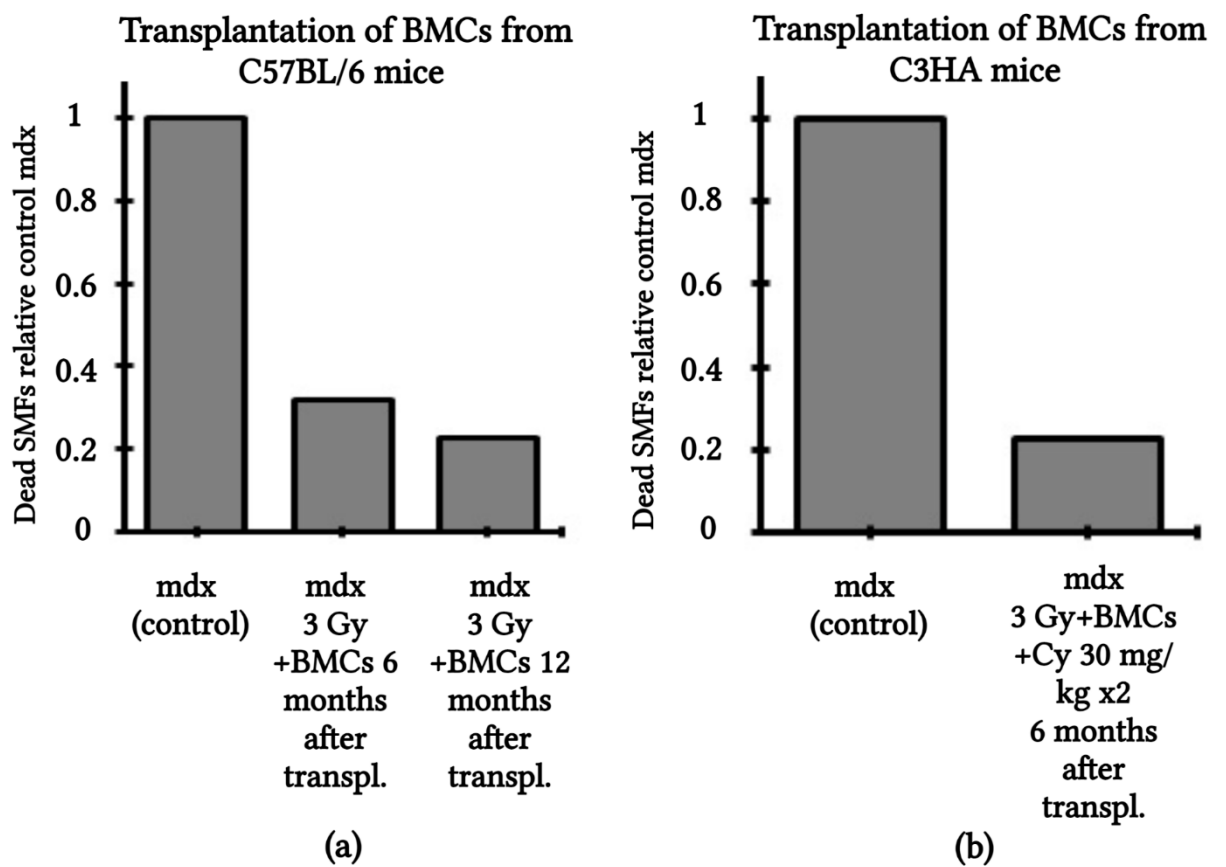 Transplantation of BMCs from
C57BL/6 mice
Dead SMFs relative control mdx
1
0.8
0.6
0.4
0.2
0
mdx
(control)
mdx
3 Gy
+BMCs 6
months
after
transpl.
mdx
3 Gy
+BMCs 12
months
after
transpl.
(a)
Transplantation of BMCs from
C3HA mice
Dead SMFs relative control mdx
1
0.8
0.6
0.4
0.2
0
mdx
(control)
mdx
3 Gy+BMCs
+Cy 30 mg/
kg x2
6 months
after
transpl.
(b)